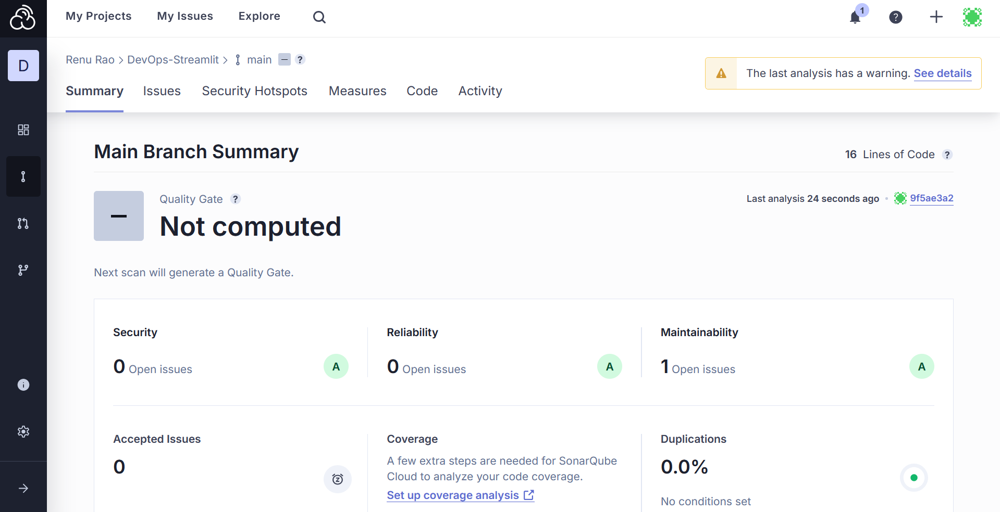 My Projects My Issues Explore 1 ?
D
Renu Rao > DevOps-Streamlit > main ?
The last analysis has a warning. See details
Summary Issues Security Hotspots Measures Code Activity
Main Branch Summary
16 Lines of Code ?
Quality Gate ?
Not computed
Last analysis 24 seconds ago • 9f5ae3a2
Next scan will generate a Quality Gate.
Security
0 Open issues A
Reliability
0 Open issues A
Maintainability
1 Open issues A
Accepted Issues
0
Coverage
A few extra steps are needed for SonarQube
Cloud to analyze your code coverage.
Set up coverage analysis
Duplications
0.0%
No conditions set